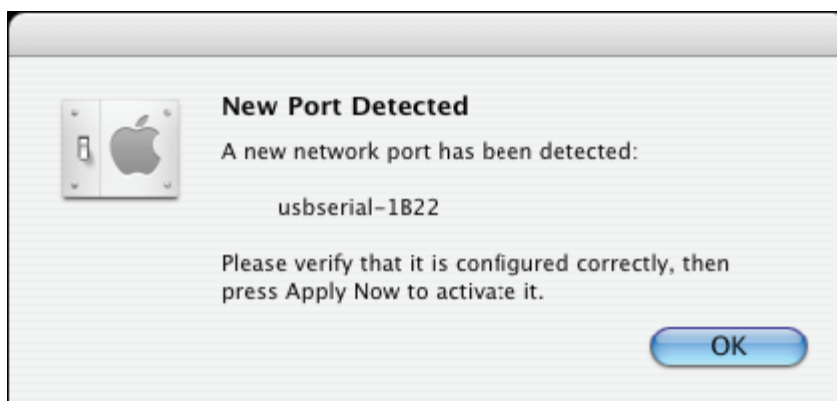 New Port Detected
A new network port has been detected:
usbserial-1B22
Please verify that it is configured correctly, then
press Apply Now to activate it.
OK